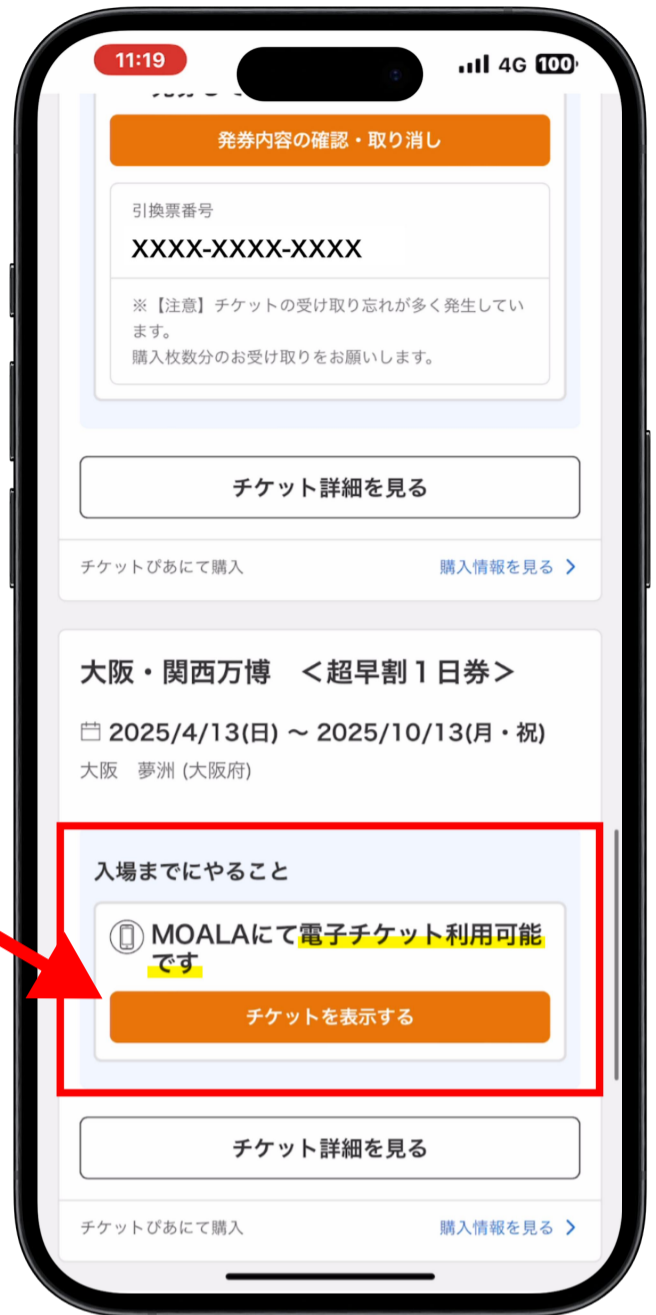 11:19
4G 100
発券内容の確認・取り消し
引換票番号
XXXX-XXXX-XXXX
※【注意】チケットの受け取り忘れが多く発生してい
ます。
購入枚数分のお受け取りをお願いします。
チケット詳細を見る
チケットぴあにて購入
購入情報を見る
大阪・関西万博 ＜超早割１日券＞
2025/4/13(日) ～ 2025/10/13(月・祝)
大阪 夢洲 (大阪府)
入場までにやること
MOALAにて電子チケット利用可能
です
チケットを表示する
チケット詳細を見る
チケットぴあにて購入
購入情報を見る